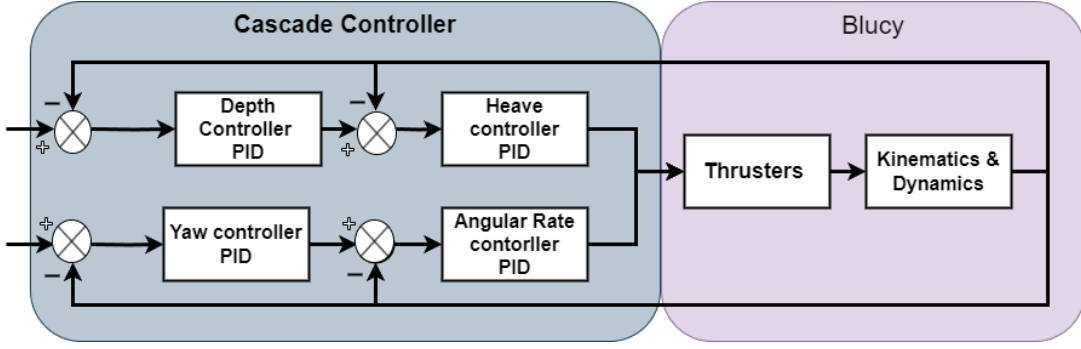 Cascade Controller
Blucy
−
−
Depth
Controller
PID
Heave
controller
PID
+
+
Thrusters
Kinematics &
Dynamics
+
+
Yaw controller
PID
Angular Rate
contorller
PID
−
−